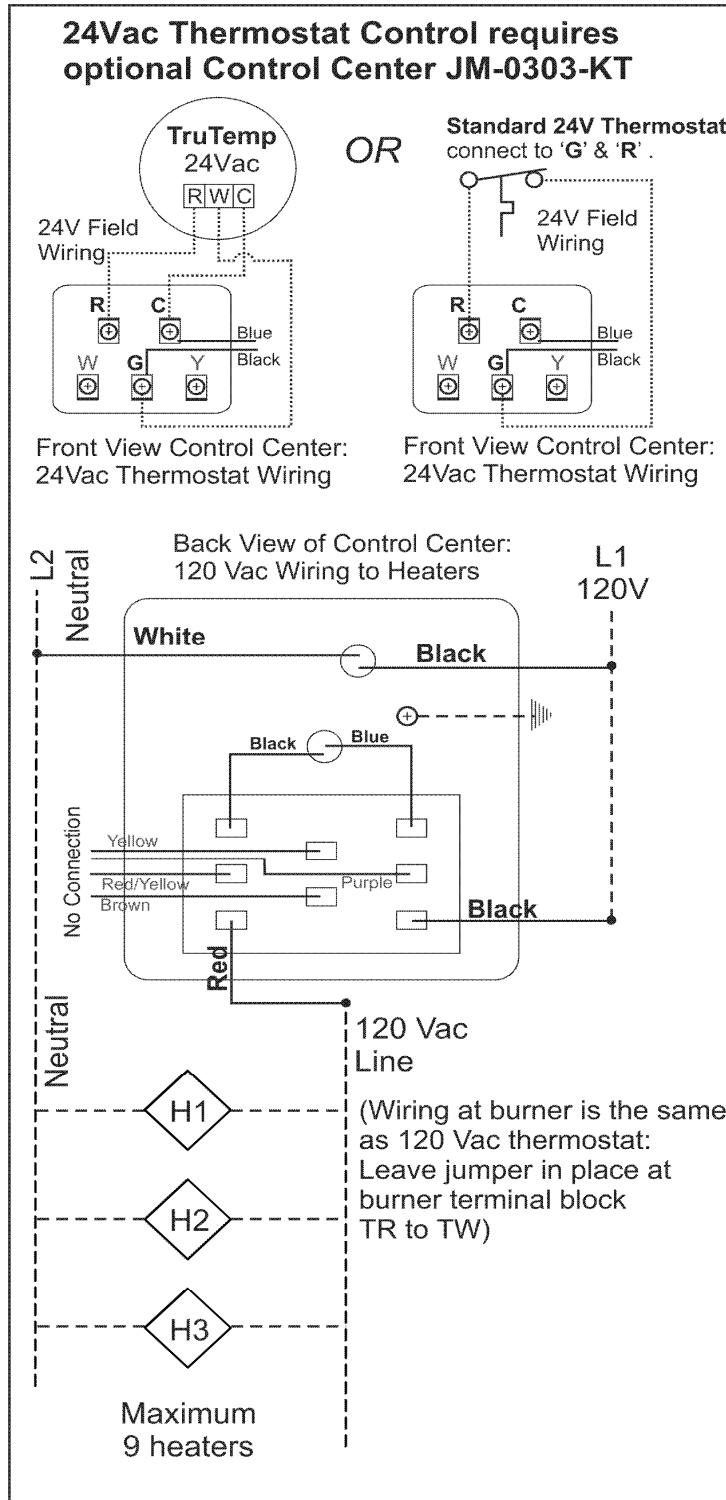 24Vac Thermostat Control requires
optional Control Center JM-0303-KT
TruTemp
24Vac
R W C
24V Field
Wiring
R C
Blue
Black
W G Y
Front View Control Center:
24Vac Thermostat Wiring
OR
Standard 24V Thermostat
connect to ‘G’ & ‘R’ .
24V Field
Wiring
R C
Blue
Black
W G Y
Front View Control Center:
24Vac Thermostat Wiring
L2
Neutral
Back View of Control Center:
120 Vac Wiring to Heaters
L1
120V
White
Black
Black
Blue
No Connection
Yellow
Red/Yellow
Purple
Brown
Black
Red
Neutral
120 Vac
Line
H1
(Wiring at burner is the same
as 120 Vac thermostat:
Leave jumper in place at
burner terminal block
TR to TW)
H2
H3
Maximum
9 heaters